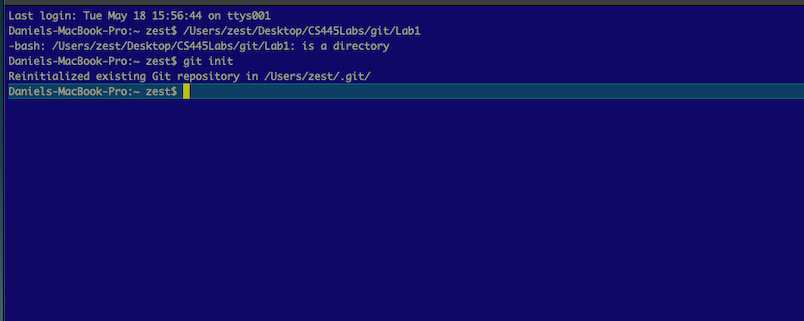 Last login: Tue May 18 15:56:44 on ttys001
Daniels-MacBook-Pro:~ zest$ /Users/zest/Desktop/CS445Labs/git/Lab1
-bash: /Users/zest/Desktop/CS445Labs/git/Lab1: is a directory
Daniels-MacBook-Pro:~ zest$ git init
Reinitialized existing Git repository in /Users/zest/.git/
Daniels-MacBook-Pro:~ zest$